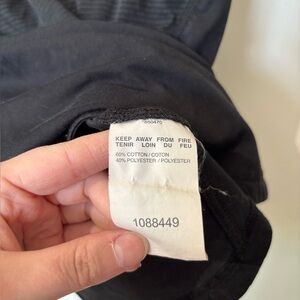 KEEP AWAY FROM FIRE
TENIR LOIN DU FEU
60% COTTON / COTON
40% POLYESTER / POLYESTER
1088449